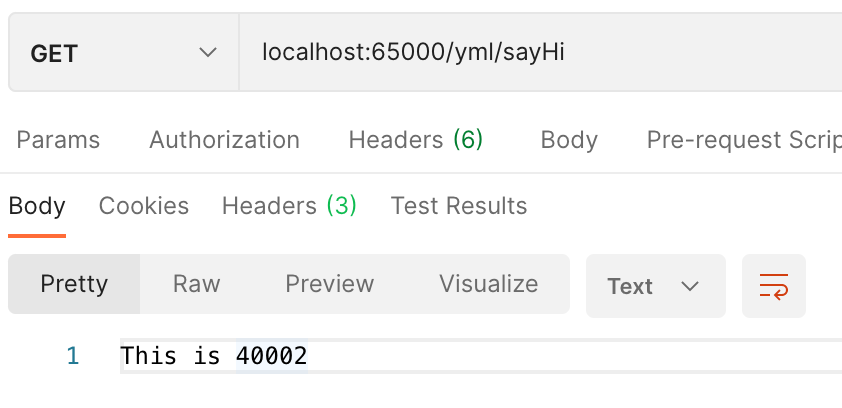 GET localhost:65000/yml/sayHi
Params Authorization Headers (6) Body Pre-request Scrip
Body Cookies Headers (3) Test Results
Pretty Raw Preview Visualize Text
1 This is 40002